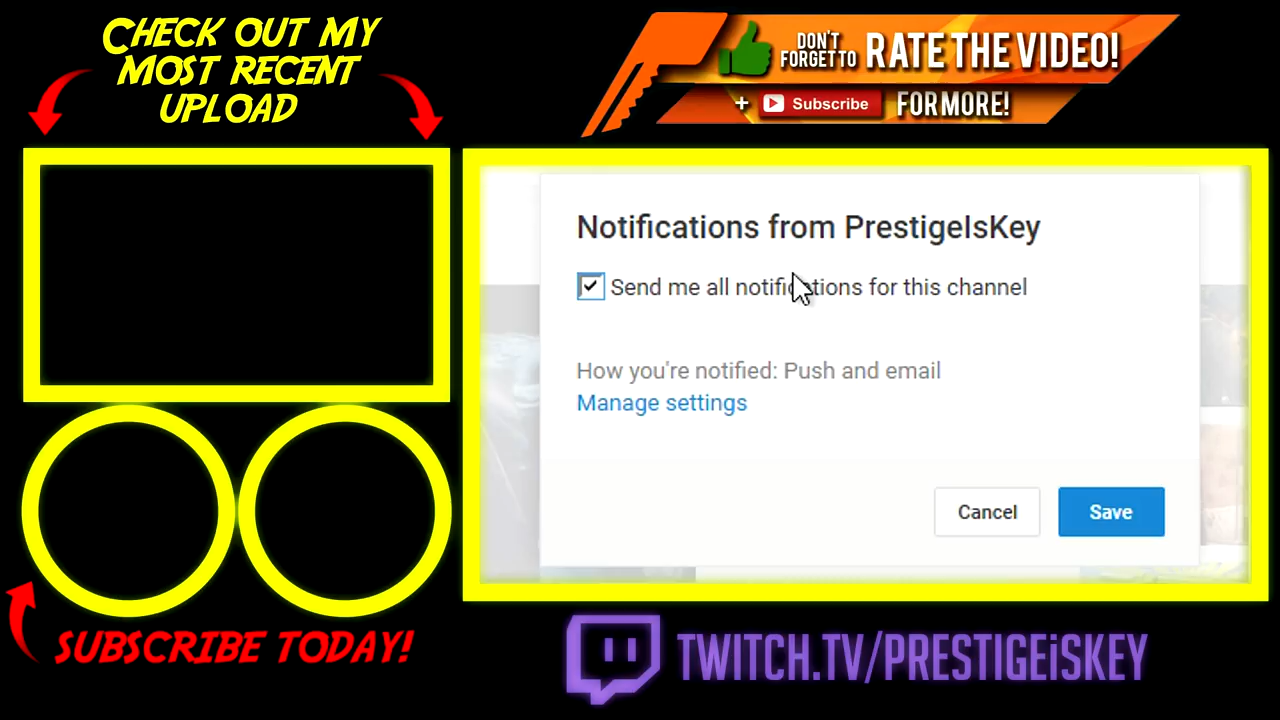 CHECK OUT MY
MOST RECENT
UPLOAD
DON'T
FORGET TO
RATE THE VIDEO!
+ Subscribe FOR MORE!
Notifications from PrestigeIsKey
Send me all notifications for this channel
How you're notified: Push and email
Manage settings
Cancel
Save
SUBSCRIBE TODAY!
TWITCH.TV/PRESTIGEiSKEY